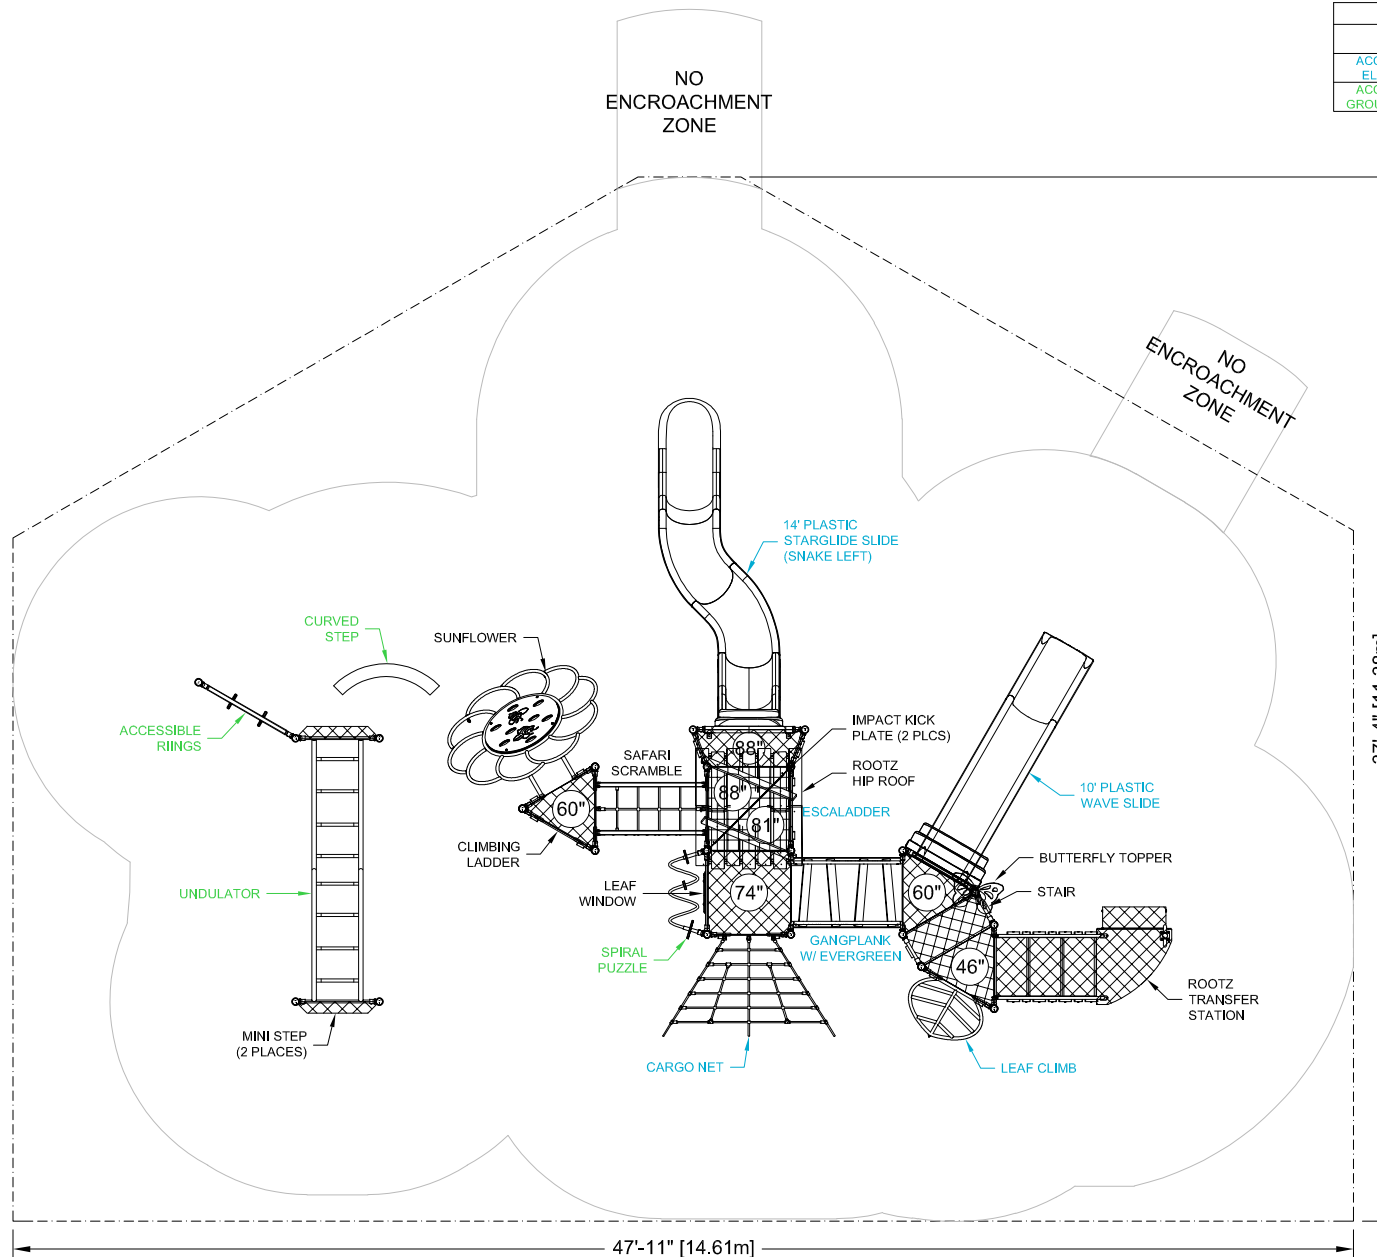 NO
ENCROACHMENT
ZONE
NO
ENCROACHMENT
ZONE
14' PLASTIC
STARGLIDE SLIDE
(SNAKE LEFT)
CURVED
STEP
SUNFLOWER
ACCESSIBLE
RIINGS
SAFARI
SCRAMBLE
IMPACT KICK
PLATE (2 PLCS)
ROOTZ
HIP ROOF
88"
88"
81"
ESCALADDER
60"
10' PLASTIC
WAVE SLIDE
CLIMBING
LADDER
BUTTERFLY TOPPER
STAIR
UNDULATOR
LEAF
WINDOW
74"
60"
GANGPLANK
W/ EVERGREEN
SPIRAL
PUZZLE
46"
ROOTZ
TRANSFER
STATION
MINI STEP
(2 PLACES)
CARGO NET
LEAF CLIMB
47'-11" [14.61m]